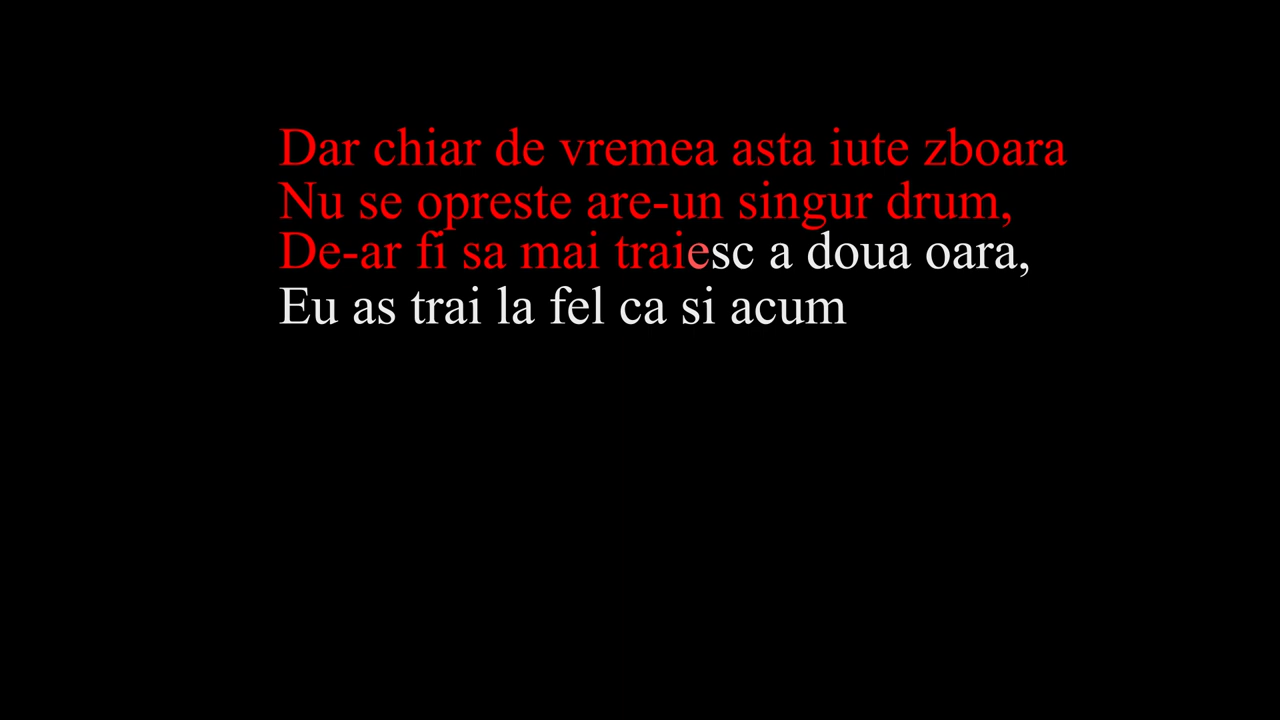 Dar chiar de vremea asta iute zboara
Nu se opreste are-un singur drum,
De-ar fi sa mai traiesc a doua oara,
Eu as trai la fel ca si acum